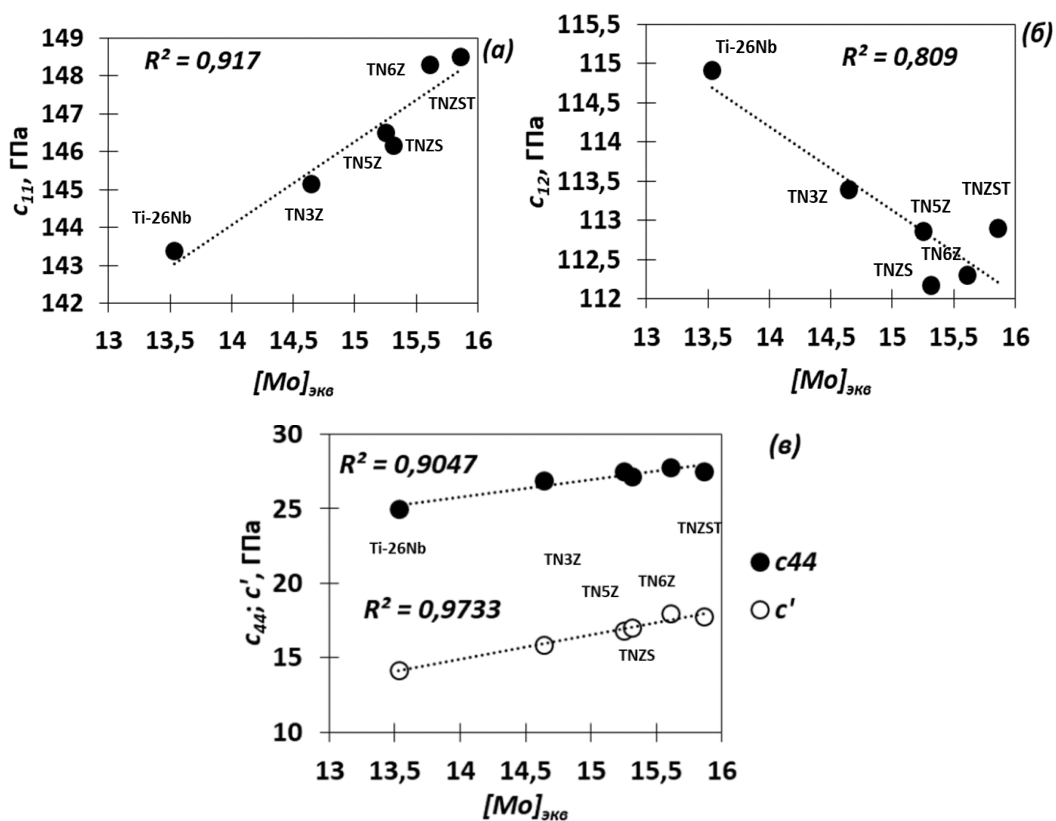 (а)
R² = 0,917
149
148
147
146
145
144
143
142
c₁₁, ГПа
TN6Z
TNZST
TNZS
TN5Z
TN3Z
Ti-26Nb
13 13,5 14 14,5 15 15,5 16
[Mo]экв
(б)
R² = 0,809
115,5
115
114,5
114
113,5
113
112,5
112
c₁₂, ГПа
Ti-26Nb
TNZST
TN3Z
TN5Z
TN6Z
TNZS
13 13,5 14 14,5 15 15,5 16
[Mo]экв
(в)
30
25
20
15
10
c₄₄; c', ГПа
R² = 0,9047
Ti-26Nb
TNZST
TN3Z
TN6Z
TN5Z
R² = 0,9733
TNZS
c44
c'
13 13,5 14 14,5 15 15,5 16
[Mo]экв